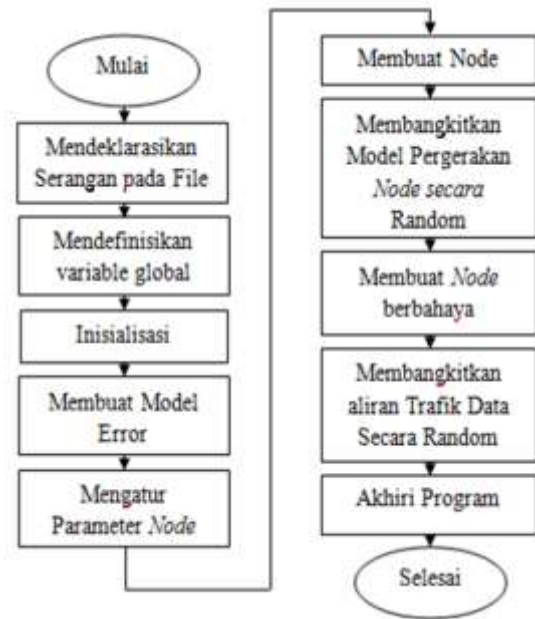 Mulai
Mendeklarasikan
Serangan pada File
Mendefinisikan
variable global
Inisialisasi
Membuat Model
Error
Mengatur
Parameter Node
Membuat Node
Membangkitkan
Model Pergerakan
Node secara
Random
Membuat Node
berbahaya
Membangkitkan
aliran Trafik Data
Secara Random
Akhiri Program
Selesai